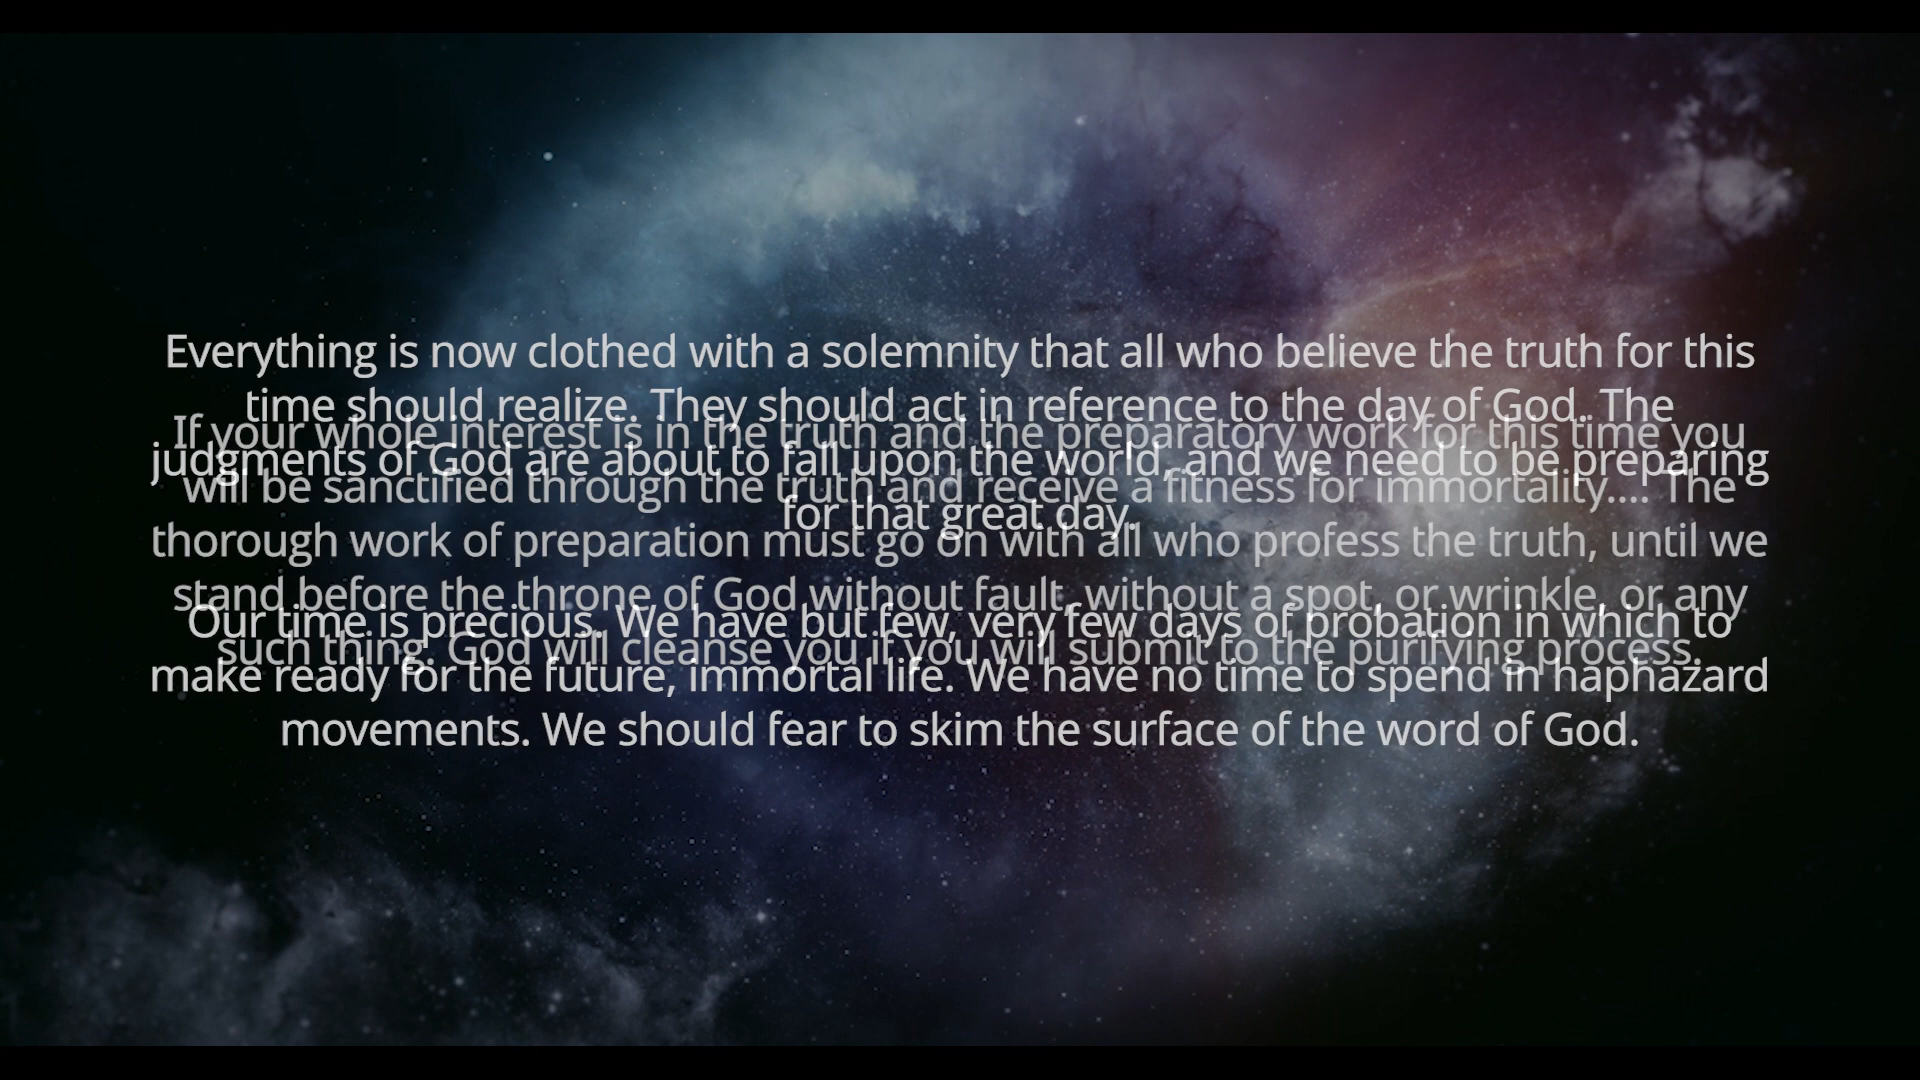 Everything is now clothed with a solemnity that all who believe the truth for this
time should realize. They should act in reference to the day of God. The
judgments of God are about to fall upon the world, and we need to be preparing
for that great day.
Our time is precious. We have but few, very few days of probation in which to
make ready for the future, immortal life. We have no time to spend in haphazard
movements. We should fear to skim the surface of the word of God.
If your whole interest is in the truth and the preparatory work for this time you
will be sanctified through the truth and receive a fitness for immortality.... The
thorough work of preparation must go on with all who profess the truth, until we
stand before the throne of God without fault, without a spot, or wrinkle, or any
such thing. God will cleanse you if you will submit to the purifying process.